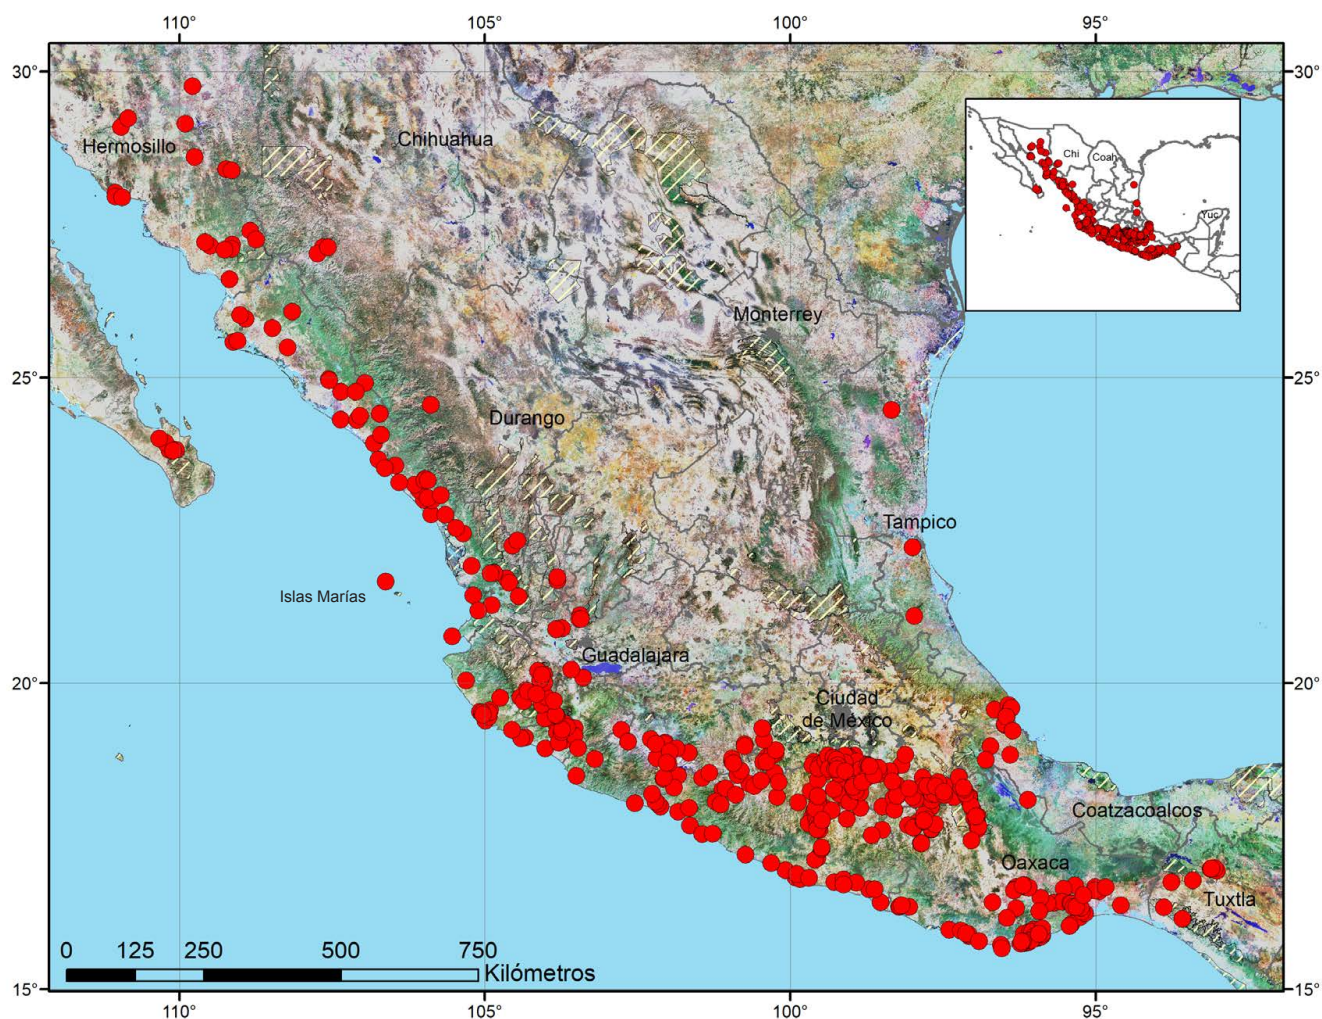 110° 105° 100° 95°
30° 30°
Chihuahua
Hermosillo
Chi Coah
Yuc
Monterrey
25° 25°
Durango
Tampico
Islas Marías
Guadalajara
20° 20°
Ciudad
de México
Coatzacoalcos
Oaxaca
Tuxtla
0 125 250 500 750
Kilómetros
15° 15°
110° 105° 100° 95°